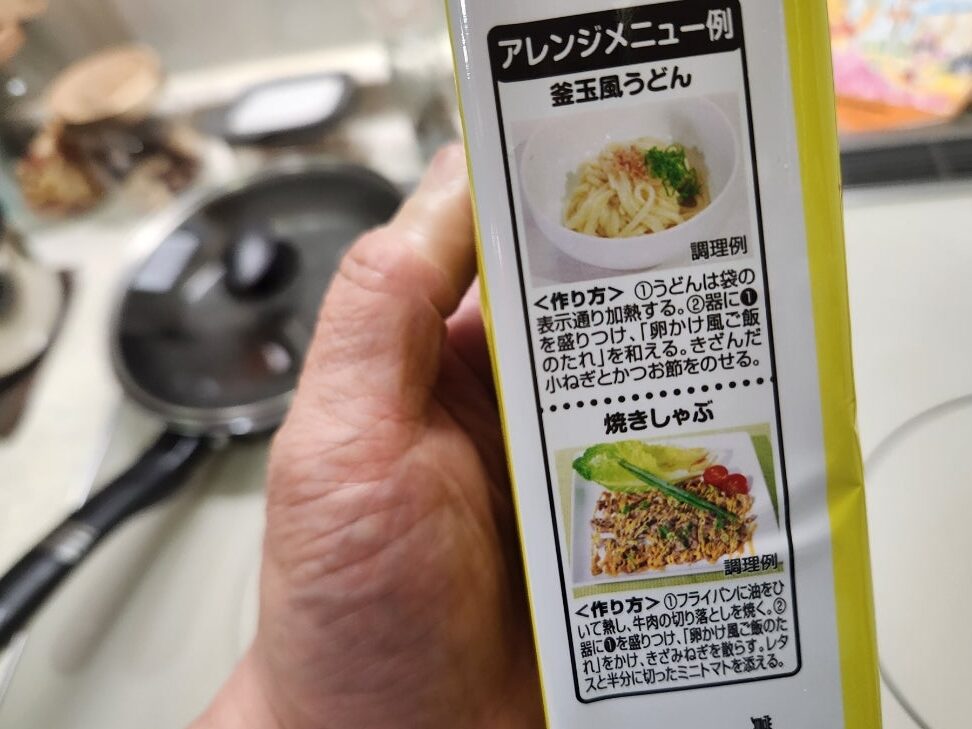 アレンジメニュー例
釜玉風うどん
調理例
<作り方> ①うどんは袋の
表示通り加熱する。②器に❶
を盛りつけ、「卵かけ風ご飯
のたれ」を和える。きざんだ
小ねぎとかつお節をのせる。
焼きしゃぶ
調理例
<作り方> ①フライパンに油をひ
いて熱し、牛肉の切り落としを焼く。②
器に❶を盛りつけ、「卵かけ風ご飯のた
れ」をかけ、きざみねぎを散らす。レタ
スと半分に切ったミニトマトを添える。